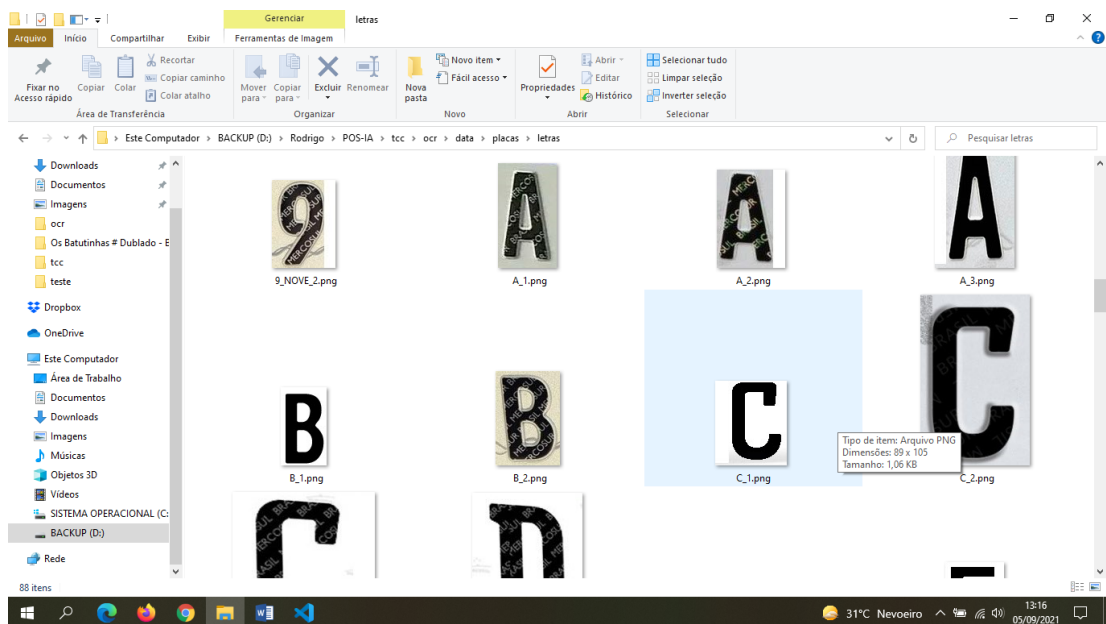 Gerenciar
letras
Arquivo
Início
Compartilhar
Exibir
Ferramentas de Imagem
Fixar no
Acesso rápido
Copiar
Colar
Recortar
Copiar caminho
Colar atalho
Área de Transferência
Mover
para
Copiar
para
Excluir
Renomear
Organizar
Nova
pasta
Novo item
Fácil acesso
Novo
Propriedades
Abrir
Editar
Histórico
Abrir
Selecionar tudo
Limpar seleção
Inverter seleção
Selecionar
Este Computador > BACKUP (D:) > Rodrigo > POS-IA > tcc > ocr > data > placas > letras
Pesquisar letras
Downloads
Documentos
Imagens
ocr
Os Batutinhas # Dublado - E
tcc
teste
Dropbox
OneDrive
Este Computador
Área de Trabalho
Documentos
Downloads
Imagens
Músicas
Objetos 3D
Vídeos
SISTEMA OPERACIONAL (C:
BACKUP (D:)
Rede
9
A
A
A
9_NOVE_2.png
A_1.png
A_2.png
A_3.png
B
B
C
C
Tipo de item: Arquivo PNG
Dimensões: 89 x 105
Tamanho: 1,06 KB
B_1.png
B_2.png
C_1.png
C_2.png
88 itens
31°C Nevoeiro
13:16
05/09/2021